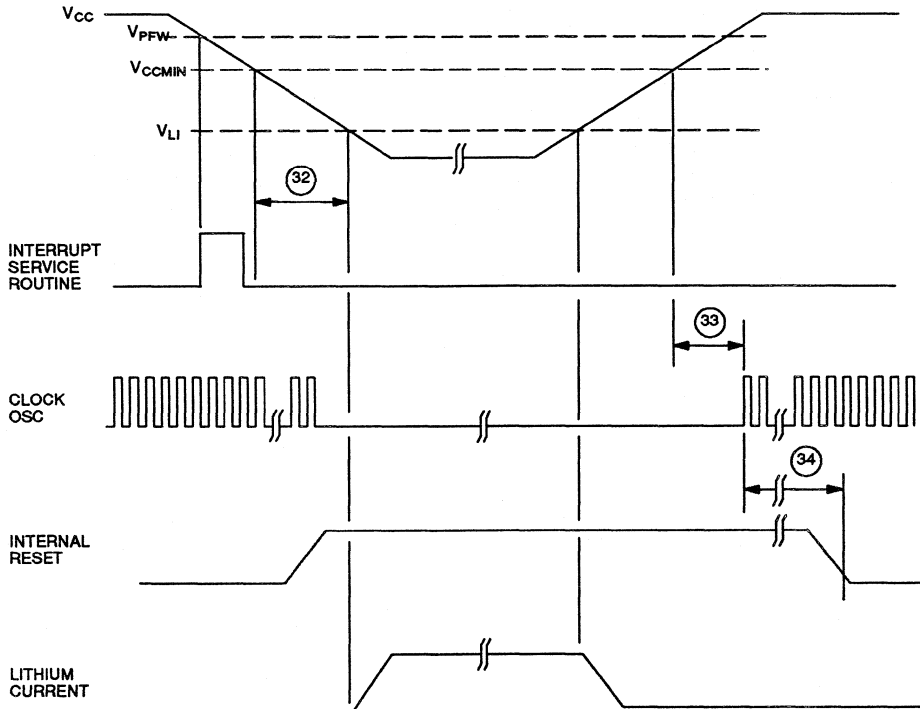 VCC
VPFW
VCCMIN
VLI
32
INTERRUPT
SERVICE
ROUTINE
33
CLOCK
OSC
34
INTERNAL
RESET
LITHIUM
CURRENT